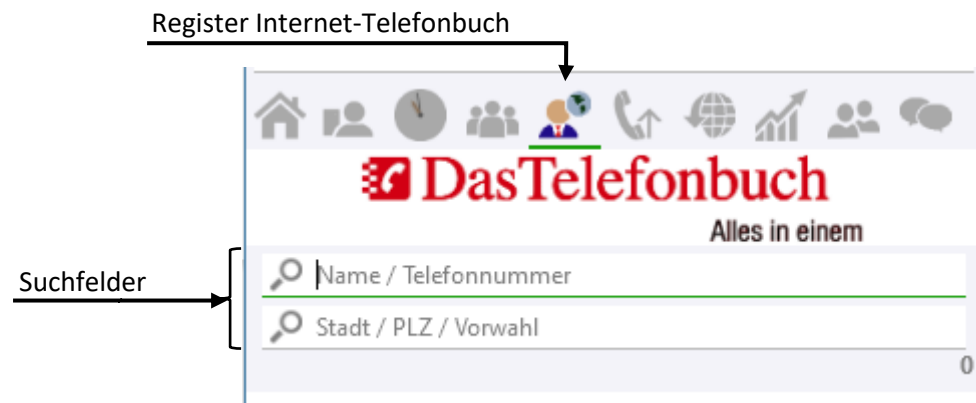 Register Internet-Telefonbuch
DasTelefonbuch
Alles in einem
Suchfelder
Name / Telefonnummer
Stadt / PLZ / Vorwahl
0